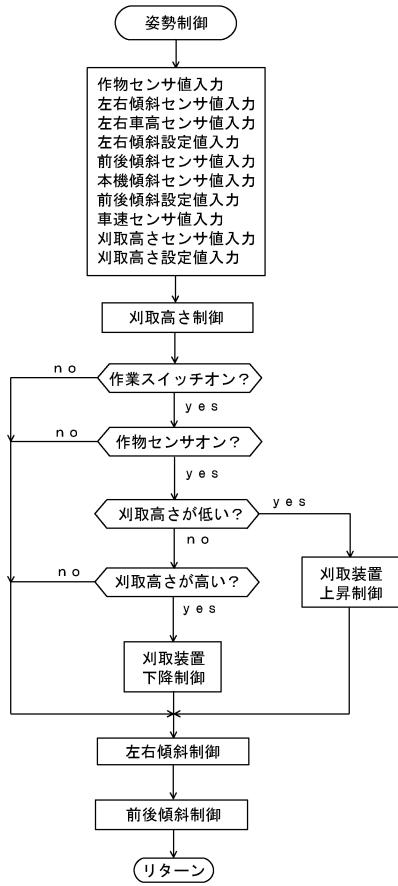 姿勢制御
作物センサ値入力
左右傾斜センサ値入力
左右車高センサ値入力
左右傾斜設定値入力
前後傾斜センサ値入力
本機傾斜センサ値入力
前後傾斜設定値入力
車速センサ値入力
刈取高さセンサ値入力
刈取高さ設定値入力
刈取高さ制御
no
作業スイッチオン？
yes
no
作物センサオン？
yes
刈取高さが低い？
yes
no
no
刈取高さが高い？
yes
刈取装置
上昇制御
刈取装置
下降制御
左右傾斜制御
前後傾斜制御
リターン